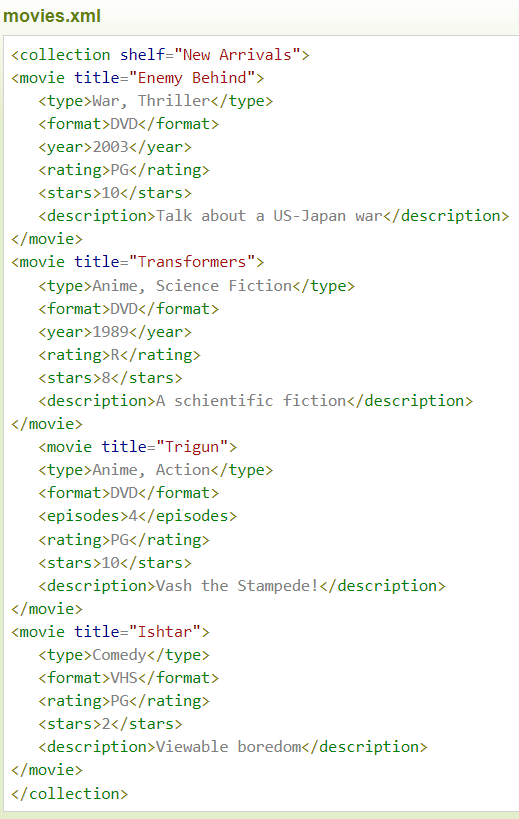 movies.xml
<collection shelf="New Arrivals">
<movie title="Enemy Behind">
   <type>War, Thriller</type>
   <format>DVD</format>
   <year>2003</year>
   <rating>PG</rating>
   <stars>10</stars>
   <description>Talk about a US-Japan war</description>
</movie>
<movie title="Transformers">
   <type>Anime, Science Fiction</type>
   <format>DVD</format>
   <year>1989</year>
   <rating>R</rating>
   <stars>8</stars>
   <description>A schientific fiction</description>
</movie>
   <movie title="Trigun">
   <type>Anime, Action</type>
   <format>DVD</format>
   <episodes>4</episodes>
   <rating>PG</rating>
   <stars>10</stars>
   <description>Vash the Stampede!</description>
</movie>
<movie title="Ishtar">
   <type>Comedy</type>
   <format>VHS</format>
   <rating>PG</rating>
   <stars>2</stars>
   <description>Viewable boredom</description>
</movie>
</collection>